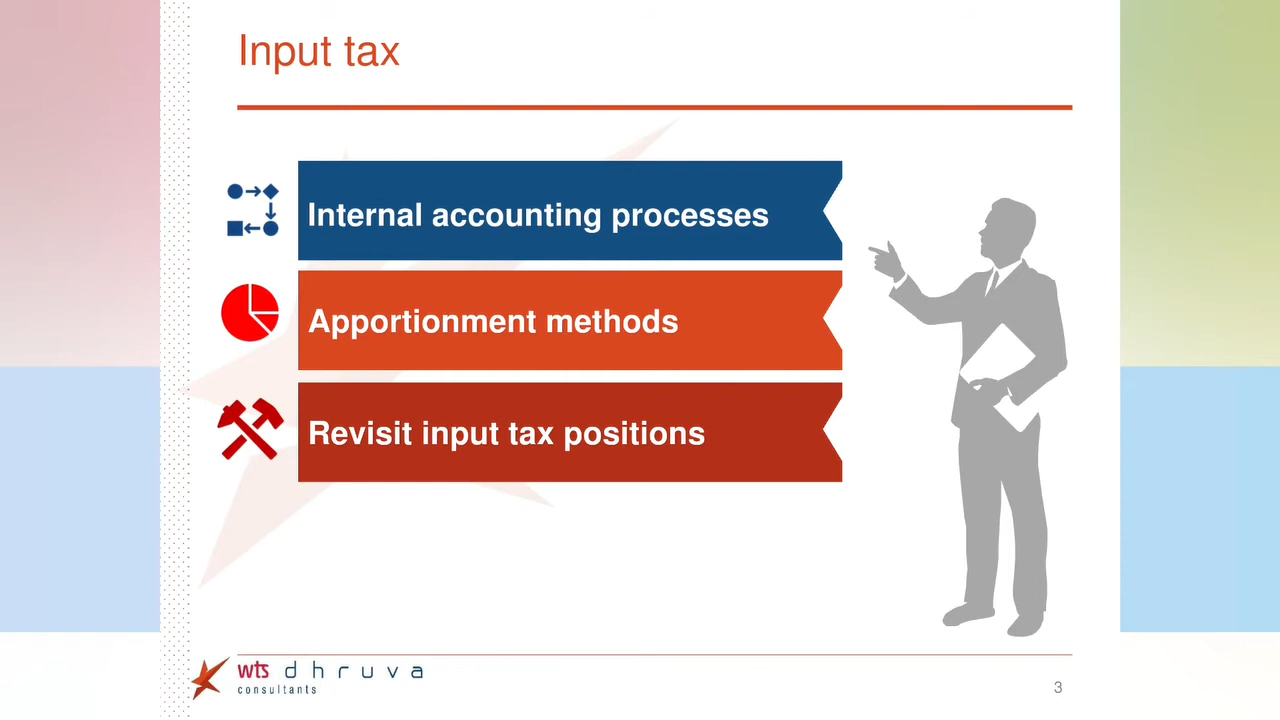 Input tax
Internal accounting processes
Apportionment methods
Revisit input tax positions
wts dhruva
consultants
3